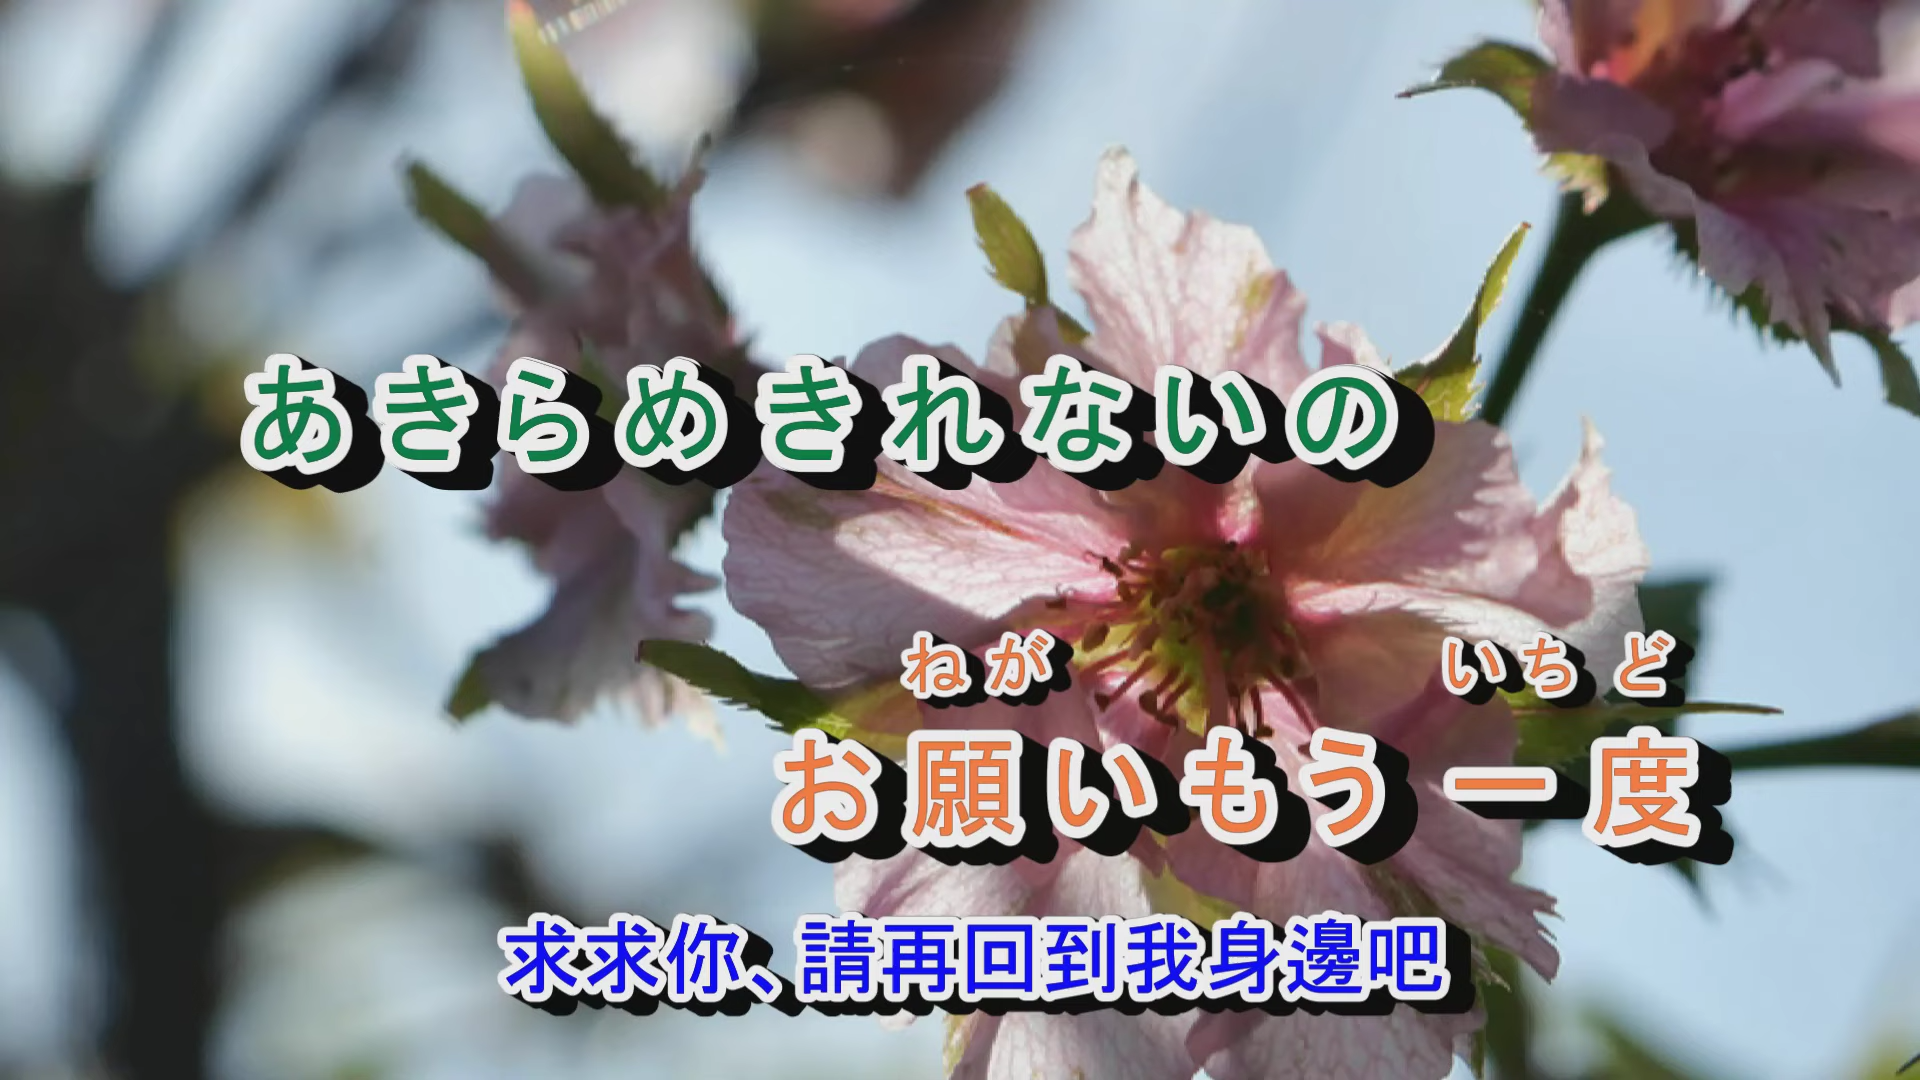 あきらめきれないの
ねが いちど
お願いもう一度
求求你、請再回到我身邊吧